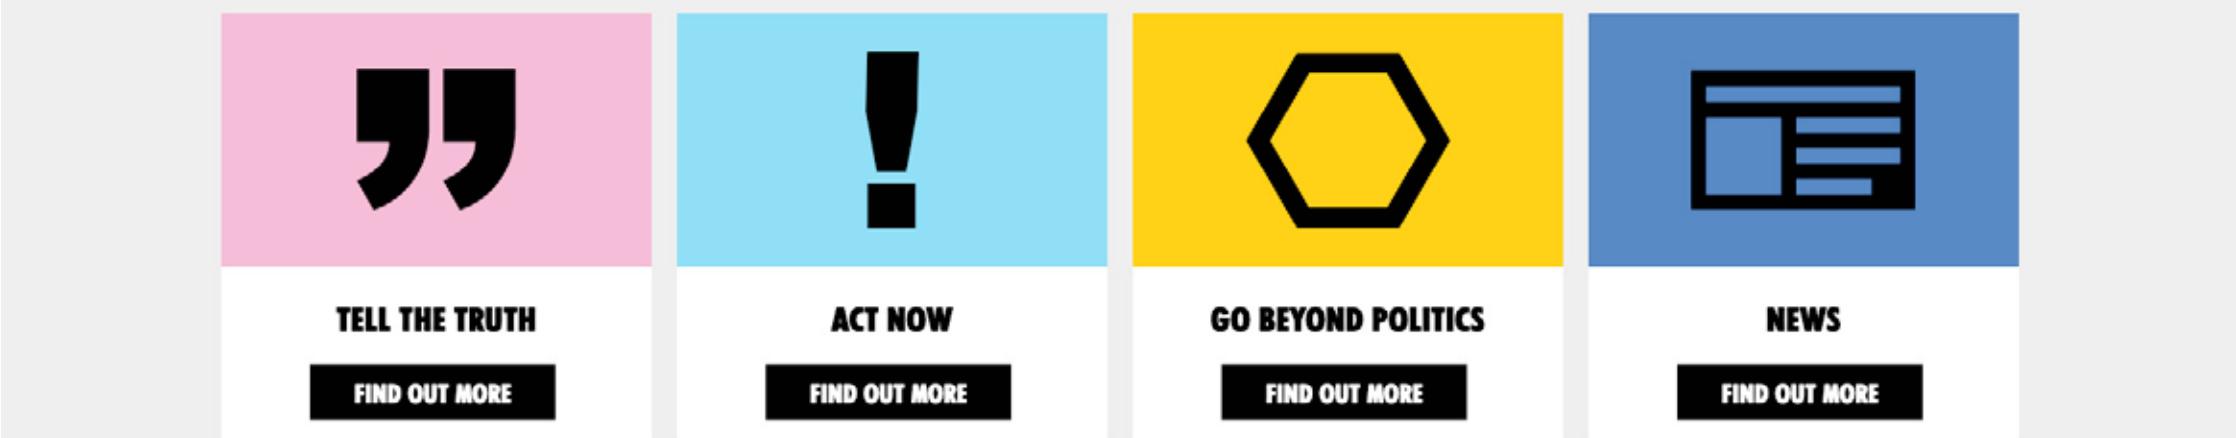 TELL THE TRUTH
FIND OUT MORE
ACT NOW
FIND OUT MORE
GO BEYOND POLITICS
FIND OUT MORE
NEWS
FIND OUT MORE